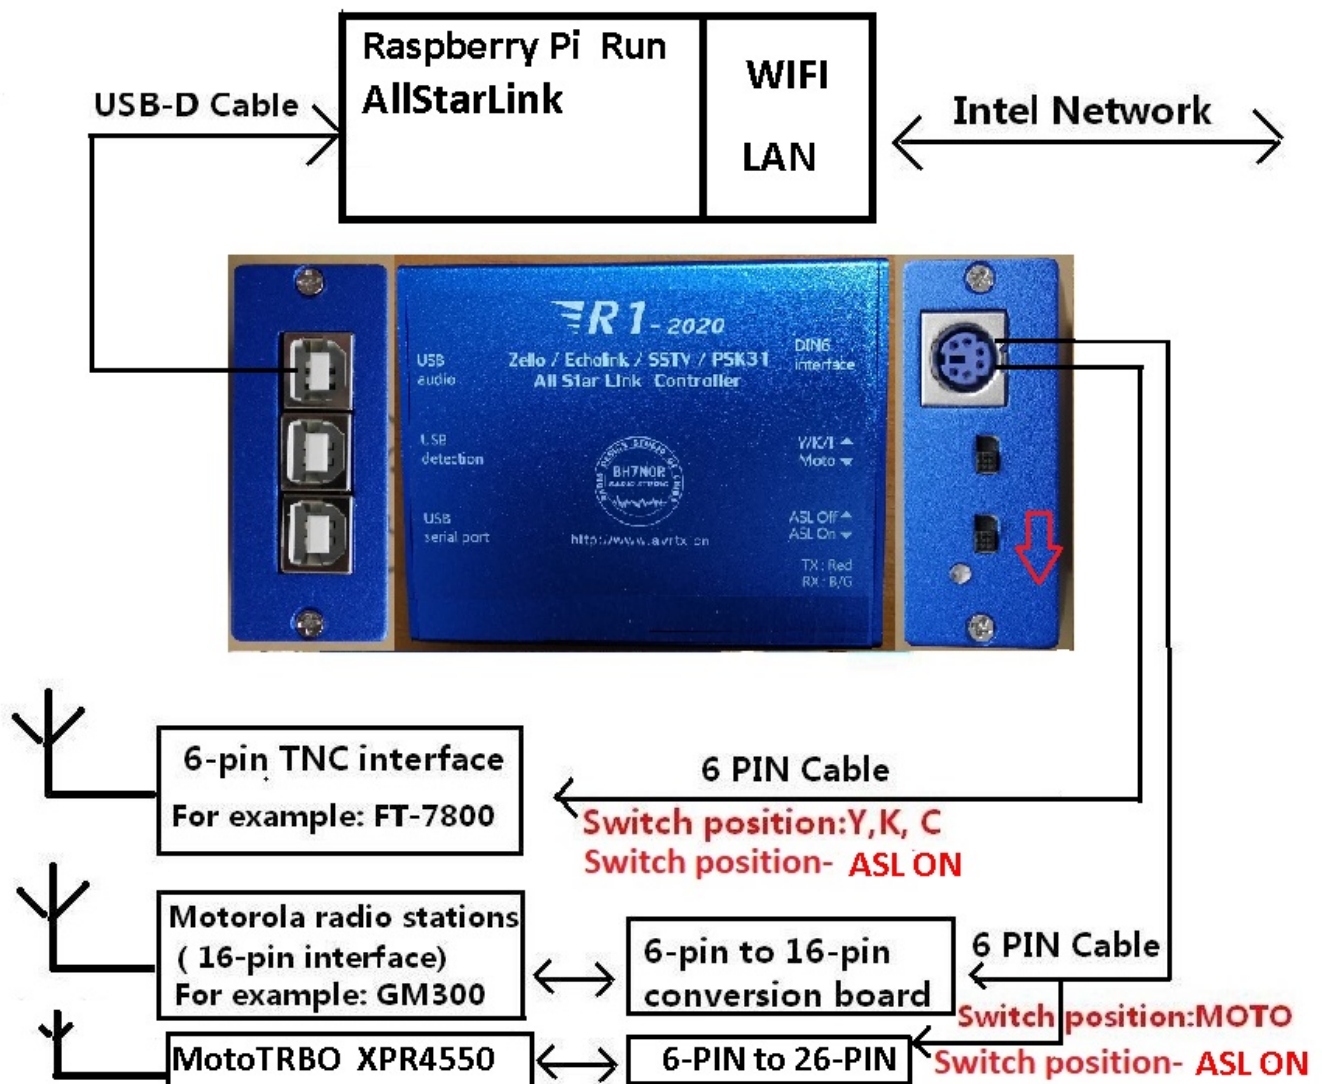 Raspberry Pi Run
AllStarLink
WIFI
LAN
USB-D Cable
Intel Network
R1-2020
Zello / Echolink / SSTV / PSK31
All Star Link Controller
USB
audio
DIN6
interface
USB
detection
Y/K/I
Moto
BH7NOR
USB
serial port
http://www.avrtx.cn
ASL Off
ASL On
TX : Red
RX : B/G
6-pin TNC interface
For example: FT-7800
6 PIN Cable
Switch position:Y,K, C
Switch position- ASL ON
Motorola radio stations
( 16-pin interface)
For example: GM300
6-pin to 16-pin
conversion board
6 PIN Cable
Switch position:MOTO
Switch position- ASL ON
MotoTRBO XPR4550
6-PIN to 26-PIN